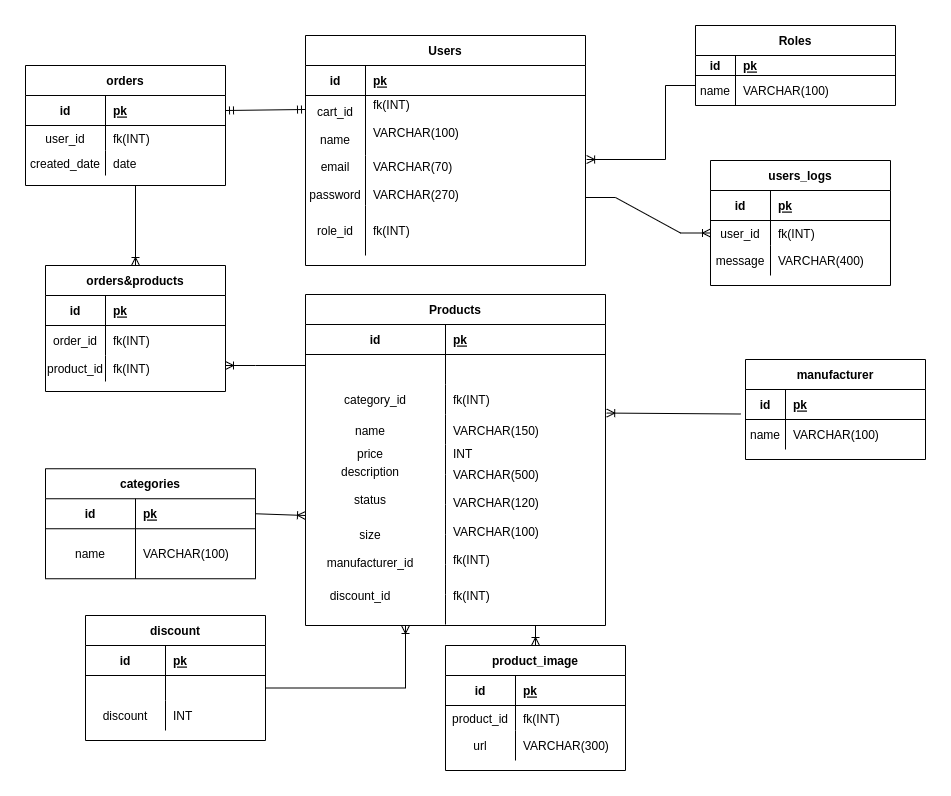 Users
id pk
cart_id fk(INT)
name VARCHAR(100)
email VARCHAR(70)
password VARCHAR(270)
role_id fk(INT)
Roles
id pk
name VARCHAR(100)
orders
id pk
user_id fk(INT)
created_date date
users_logs
id pk
user_id fk(INT)
message VARCHAR(400)
orders&products
id pk
order_id fk(INT)
product_id fk(INT)
Products
id pk
category_id fk(INT)
name VARCHAR(150)
price INT
description VARCHAR(500)
status VARCHAR(120)
size VARCHAR(100)
manufacturer_id fk(INT)
discount_id fk(INT)
manufacturer
id pk
name VARCHAR(100)
categories
id pk
name VARCHAR(100)
discount
id pk
discount INT
product_image
id pk
product_id fk(INT)
url VARCHAR(300)